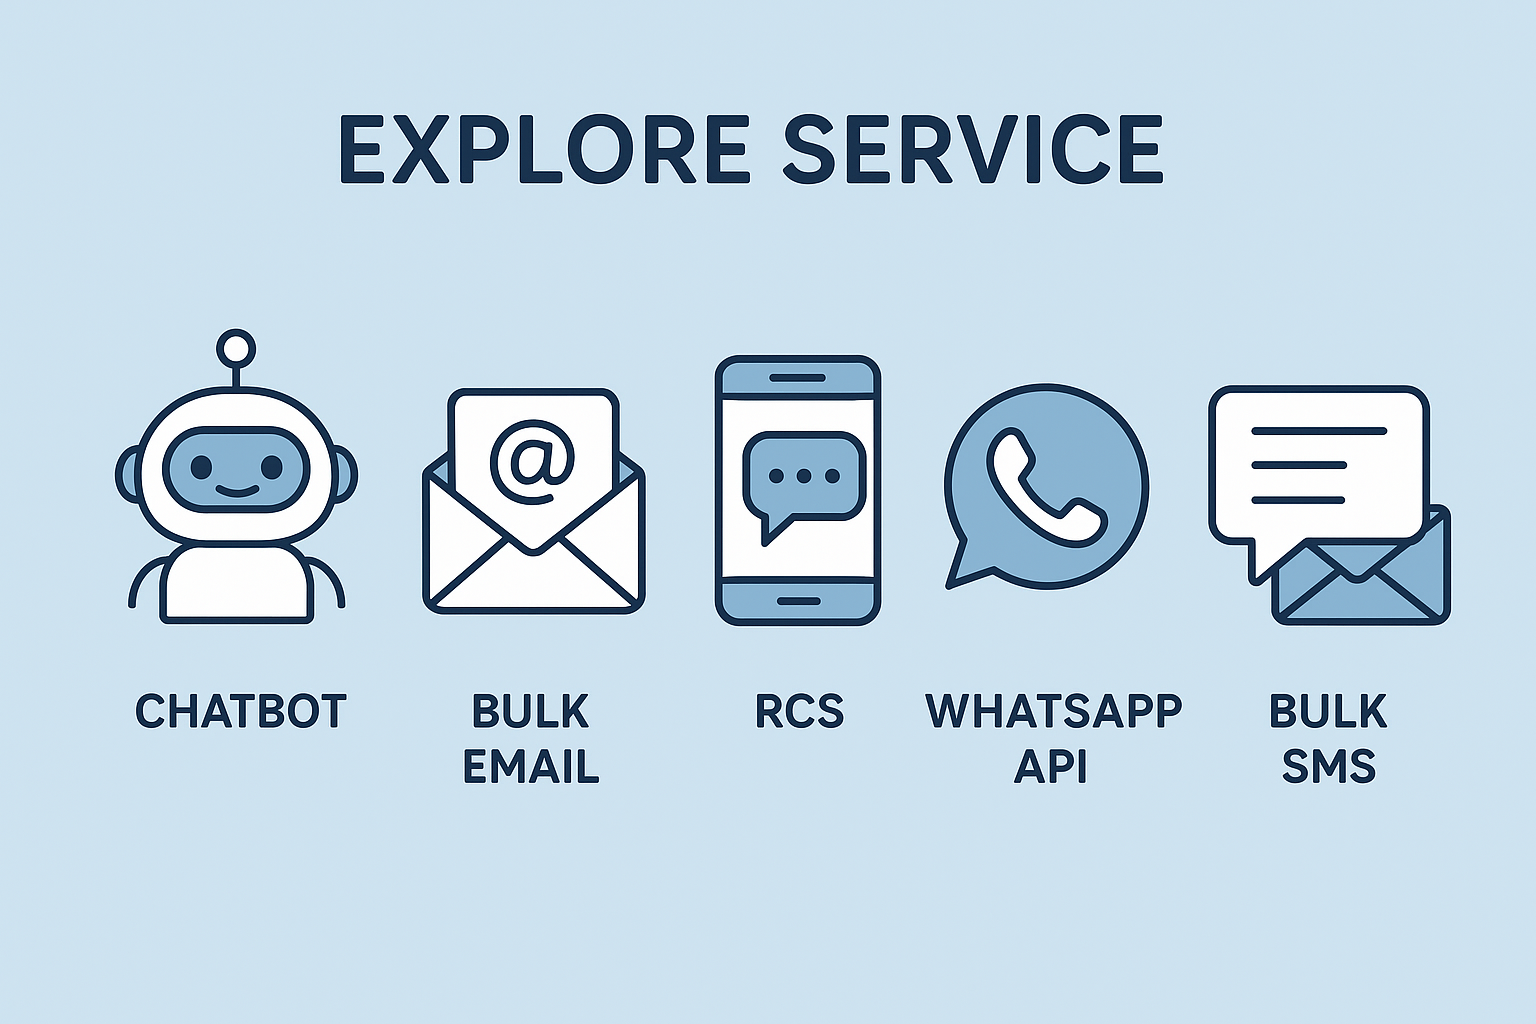 EXPLORE SERVICE
@
CHATBOT
BULK
EMAIL
RCS
WHATSAPP
API
BULK
SMS